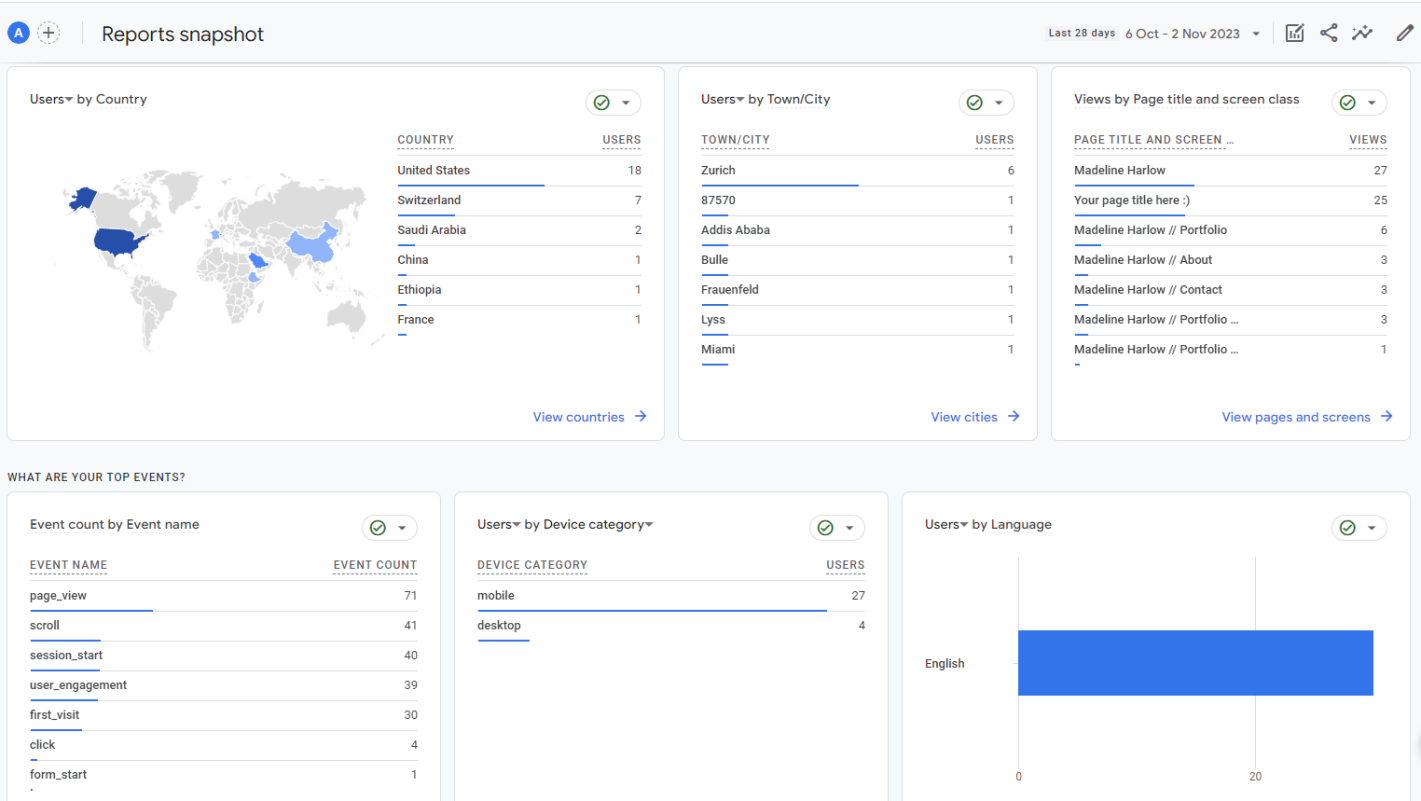 A
Reports snapshot
Last 28 days 6 Oct - 2 Nov 2023
Users by Country
COUNTRY USERS
United States 18
Switzerland 7
Saudi Arabia 2
China 1
Ethiopia 1
France 1
View countries
Users by Town/City
TOWN/CITY USERS
Zurich 6
87570 1
Addis Ababa 1
Bulle 1
Frauenfeld 1
Lyss 1
Miami 1
View cities
Views by Page title and screen class
PAGE TITLE AND SCREEN … VIEWS
Madeline Harlow 27
Your page title here :) 25
Madeline Harlow // Portfolio 6
Madeline Harlow // About 3
Madeline Harlow // Contact 3
Madeline Harlow // Portfolio … 3
Madeline Harlow // Portfolio … 1
View pages and screens
WHAT ARE YOUR TOP EVENTS?
Event count by Event name
EVENT NAME EVENT COUNT
page_view 71
scroll 41
session_start 40
user_engagement 39
first_visit 30
click 4
form_start 1
Users by Device category
DEVICE CATEGORY USERS
mobile 27
desktop 4
Users by Language
English
0 20